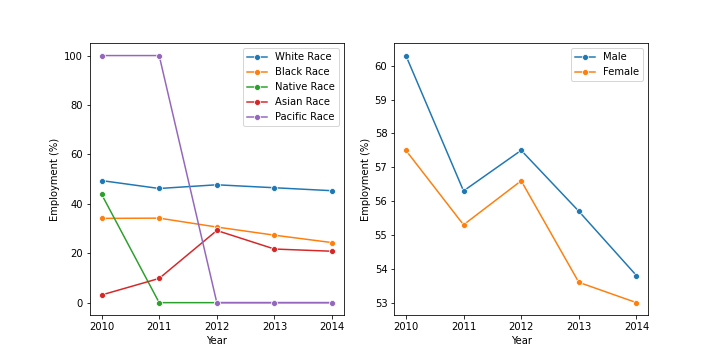 Employment (%)
100
80
60
40
20
0
2010 2011 2012 2013 2014
Year
White Race
Black Race
Native Race
Asian Race
Pacific Race
Employment (%)
60
59
58
57
56
55
54
53
2010 2011 2012 2013 2014
Year
Male
Female